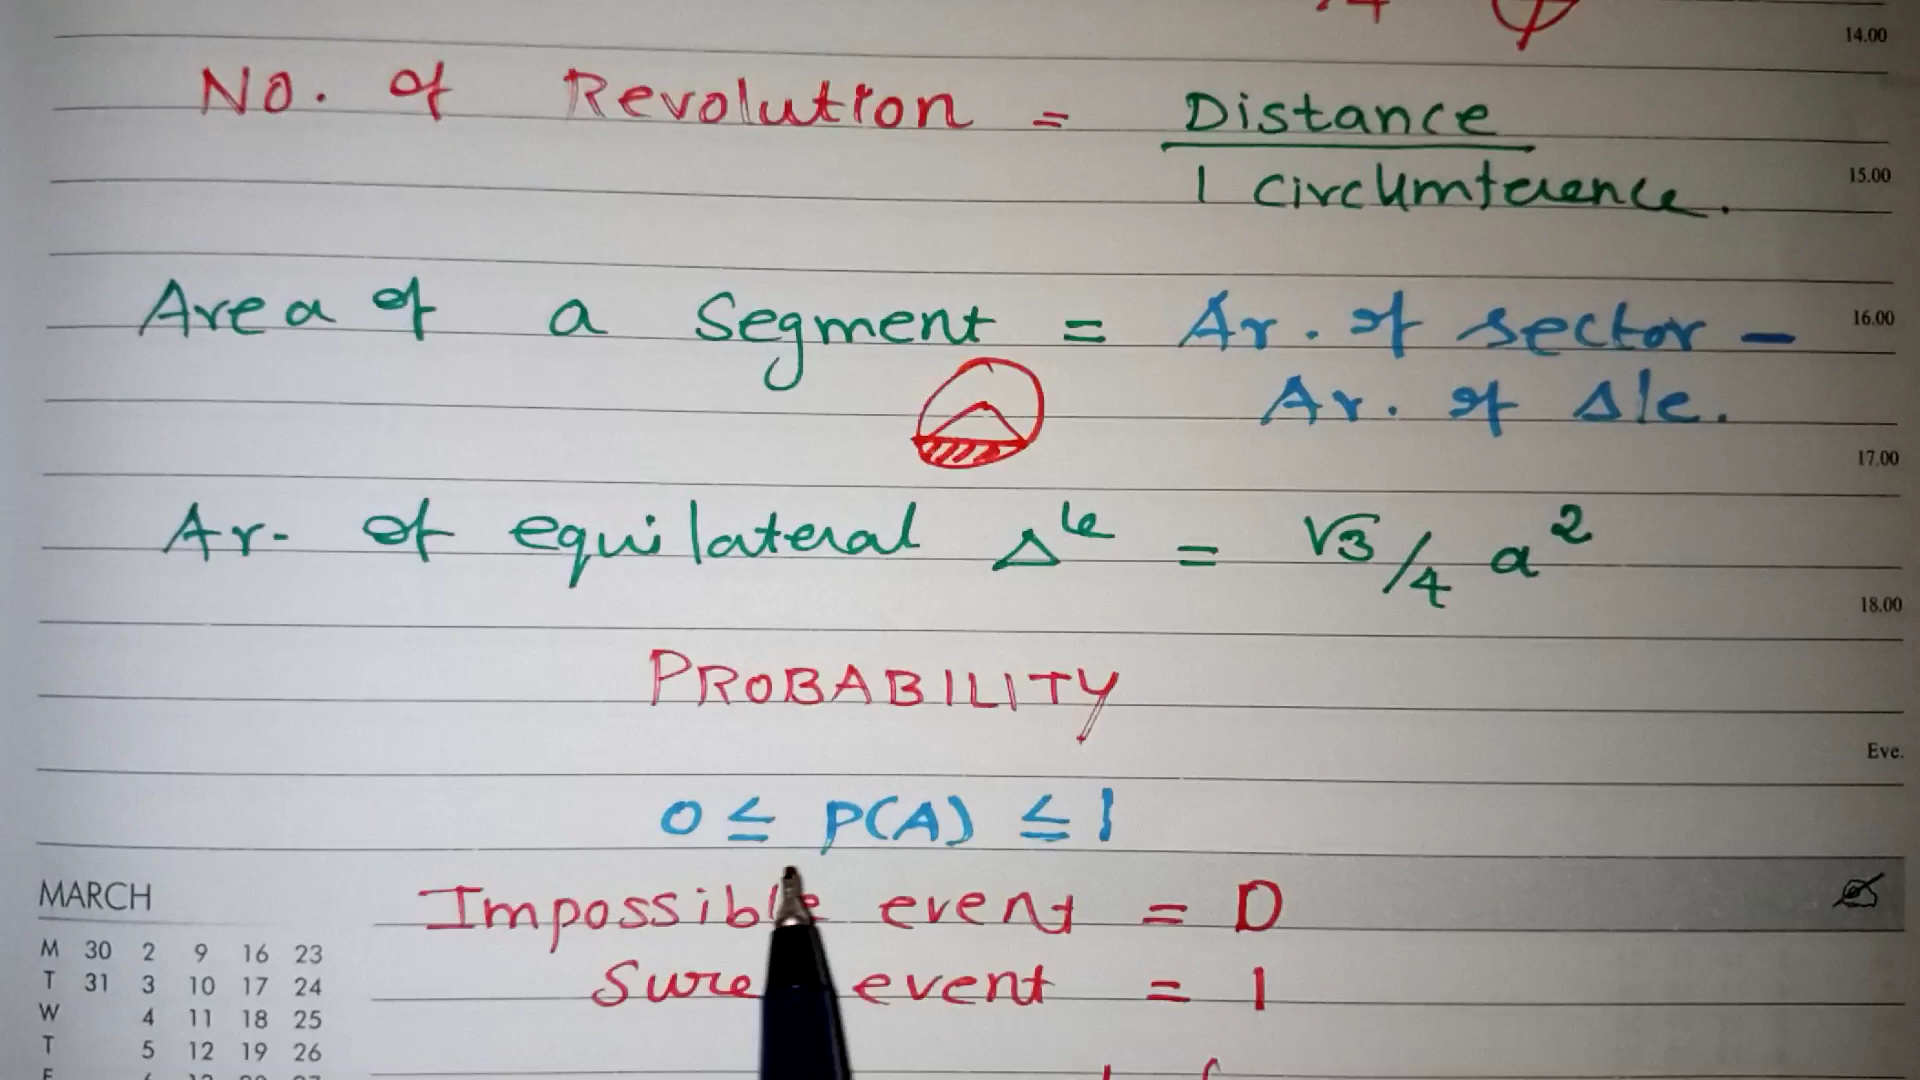 14.00
No. of Revolution = Distance
1 Circumference.
15.00
Area of a Segment = Ar. of sector –
16.00
Ar. of Δle.
17.00
Ar. of equilateral Δle = √3/4 a²
18.00
PROBABILITY
Eve.
0 ≤ P(A) ≤ 1
MARCH
Impossible event = 0
Sure event = 1
M 30 2 9 16 23
T 31 3 10 17 24
W 4 11 18 25
T 5 12 19 26